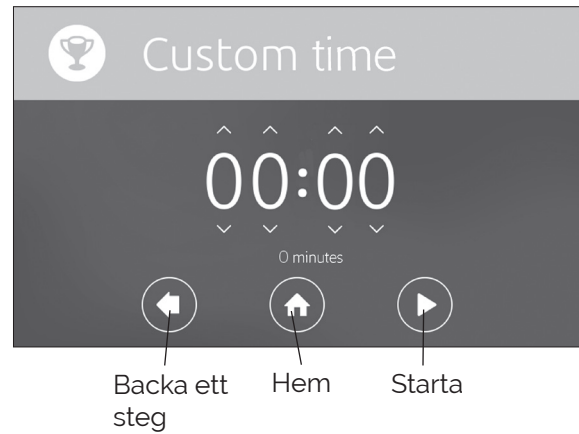 Custom time
00:00
0 minutes
Backa ett
steg
Hem
Starta